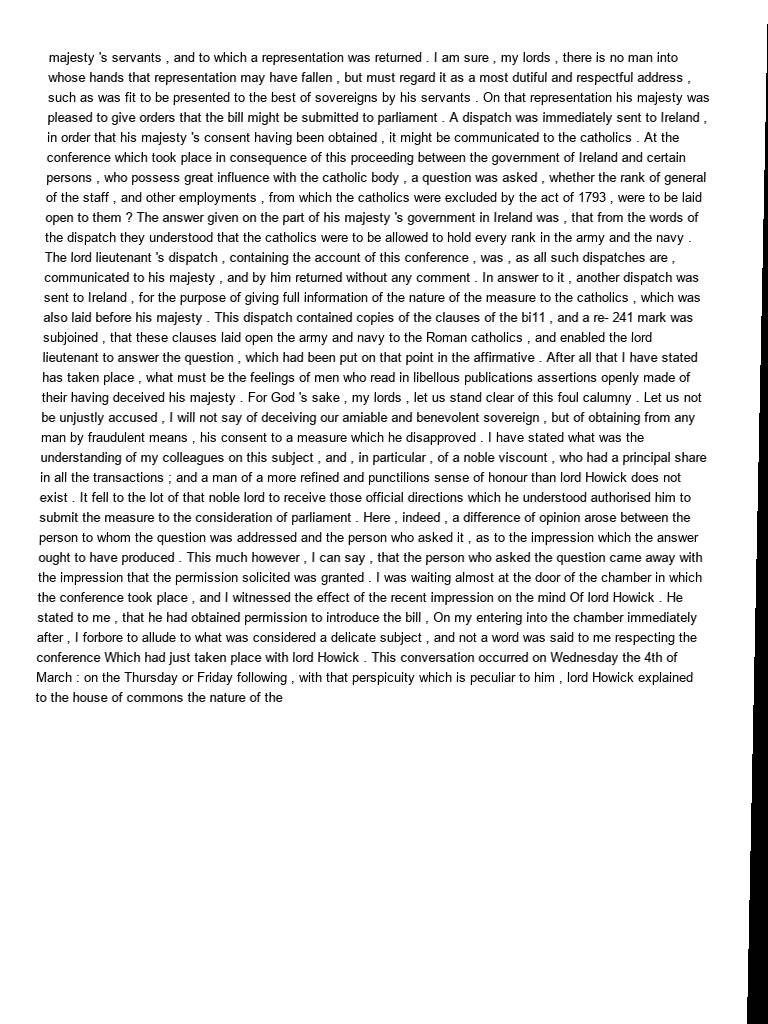 majesty 's servants , and to which a representation was returned . I am sure , my lords , there is no man into
whose hands that representation may have fallen , but must regard it as a most dutiful and respectful address ,
such as was fit to be presented to the best of sovereigns by his servants . On that representation his majesty was
pleased to give orders that the bill might be submitted to parliament . A dispatch was immediately sent to Ireland ,
in order that his majesty 's consent having been obtained , it might be communicated to the catholics . At the
conference which took place in consequence of this proceeding between the government of Ireland and certain
persons , who possess great influence with the catholic body , a question was asked , whether the rank of general
of the staff , and other employments , from which the catholics were excluded by the act of 1793 , were to be laid
open to them ? The answer given on the part of his majesty 's government in Ireland was , that from the words of
the dispatch they understood that the catholics were to be allowed to hold every rank in the army and the navy .
The lord lieutenant 's dispatch , containing the account of this conference , was , as all such dispatches are ,
communicated to his majesty , and by him returned without any comment . In answer to it , another dispatch was
sent to Ireland , for the purpose of giving full information of the nature of the measure to the catholics , which was
also laid before his majesty . This dispatch contained copies of the clauses of the bi11 , and a re- 241 mark was
subjoined , that these clauses laid open the army and navy to the Roman catholics , and enabled the lord
lieutenant to answer the question , which had been put on that point in the affirmative . After all that I have stated
has taken place , what must be the feelings of men who read in libellous publications assertions openly made of
their having deceived his majesty . For God 's sake , my lords , let us stand clear of this foul calumny . Let us not
be unjustly accused , I will not say of deceiving our amiable and benevolent sovereign , but of obtaining from any
man by fraudulent means , his consent to a measure which he disapproved . I have stated what was the
understanding of my colleagues on this subject , and , in particular , of a noble viscount , who had a principal share
in all the transactions ; and a man of a more refined and punctilions sense of honour than lord Howick does not
exist . It fell to the lot of that noble lord to receive those official directions which he understood authorised him to
submit the measure to the consideration of parliament . Here , indeed , a difference of opinion arose between the
person to whom the question was addressed and the person who asked it , as to the impression which the answer
ought to have produced . This much however , I can say , that the person who asked the question came away with
the impression that the permission solicited was granted . I was waiting almost at the door of the chamber in which
the conference took place , and I witnessed the effect of the recent impression on the mind Of lord Howick . He
stated to me , that he had obtained permission to introduce the bill , On my entering into the chamber immediately
after , I forbore to allude to what was considered a delicate subject , and not a word was said to me respecting the
conference Which had just taken place with lord Howick . This conversation occurred on Wednesday the 4th of
March : on the Thursday or Friday following , with that perspicuity which is peculiar to him , lord Howick explained
to the house of commons the nature of the